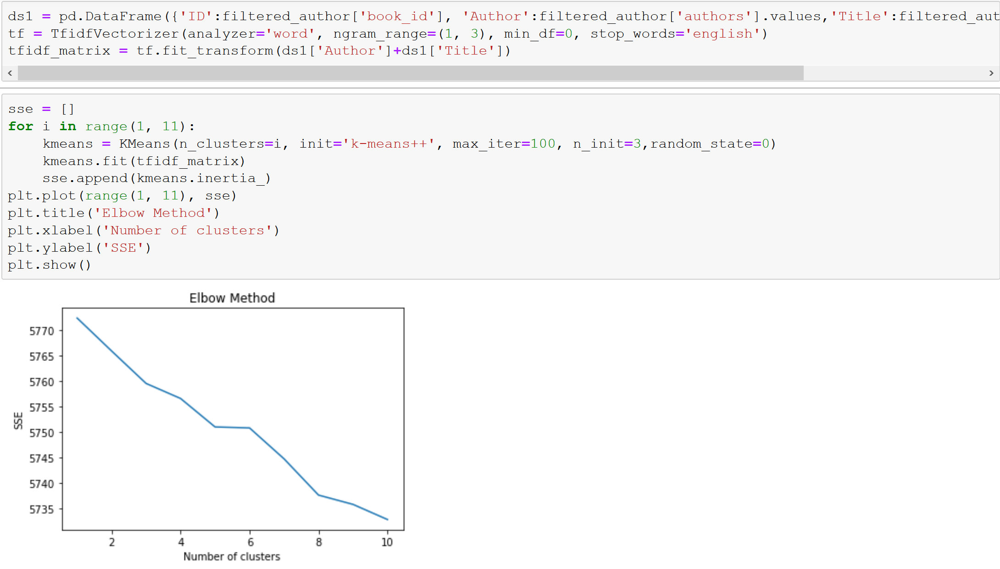 ds1 = pd.DataFrame({'ID':filtered_author['book_id'], 'Author':filtered_author['authors'].values,'Title':filtered_aut
tf = TfidfVectorizer(analyzer='word', ngram_range=(1, 3), min_df=0, stop_words='english')
tfidf_matrix = tf.fit_transform(ds1['Author']+ds1['Title'])
sse = []
for i in range(1, 11):
    kmeans = KMeans(n_clusters=i, init='k-means++', max_iter=100, n_init=3,random_state=0)
    kmeans.fit(tfidf_matrix)
    sse.append(kmeans.inertia_)
plt.plot(range(1, 11), sse)
plt.title('Elbow Method')
plt.xlabel('Number of clusters')
plt.ylabel('SSE')
plt.show()
Elbow Method
5770
5765
5760
5755
5750
5745
5740
5735
SSE
2 4 6 8 10
Number of clusters